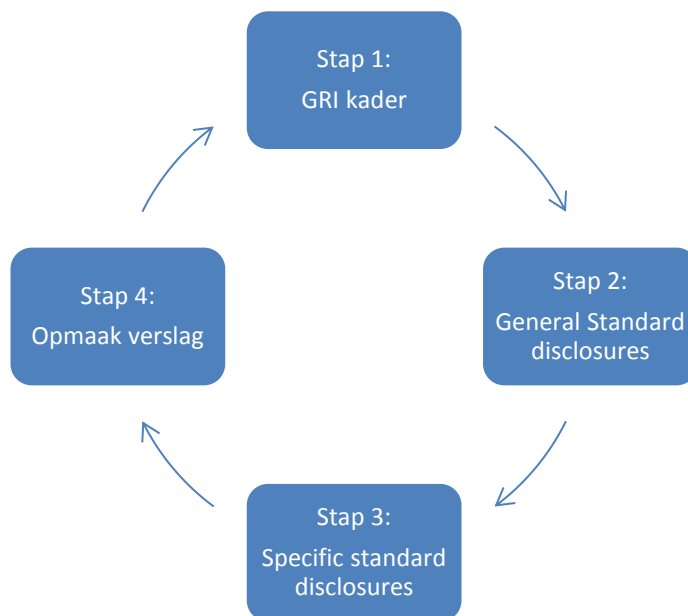 Stap 1:
GRI kader
Stap 2:
General Standard
disclosures
Stap 3:
Specific standard
disclosures
Stap 4:
Opmaak verslag